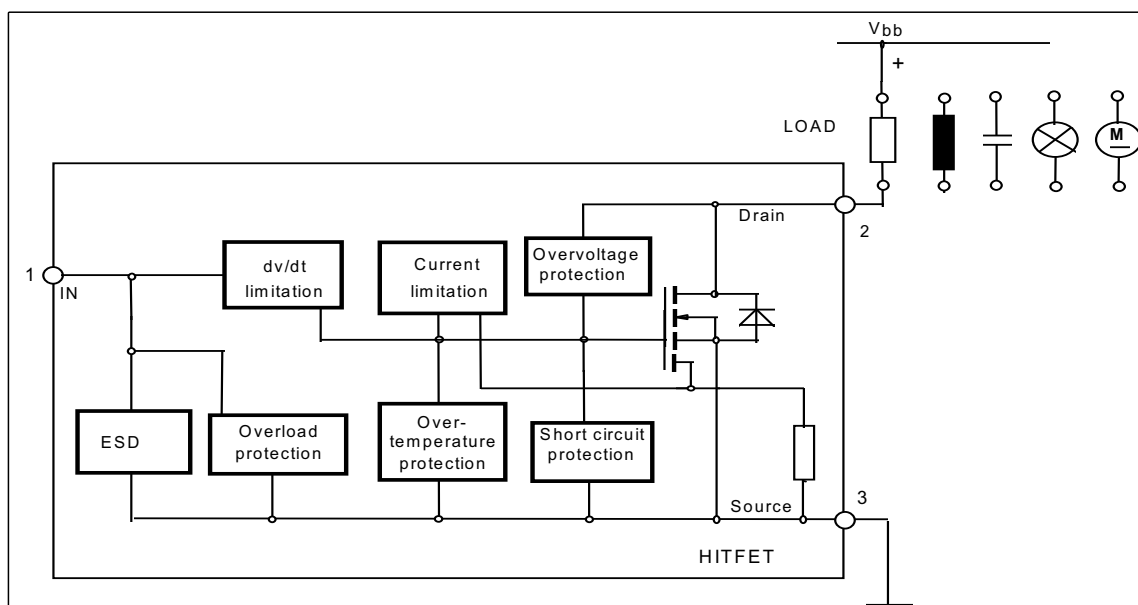 Vbb
+
LOAD
M
Drain
2
1
IN
dv/dt
limitation
Current
limitation
Overvoltage
protection
ESD
Overload
protection
Over-
temperature
protection
Short circuit
protection
Source
3
HITFET